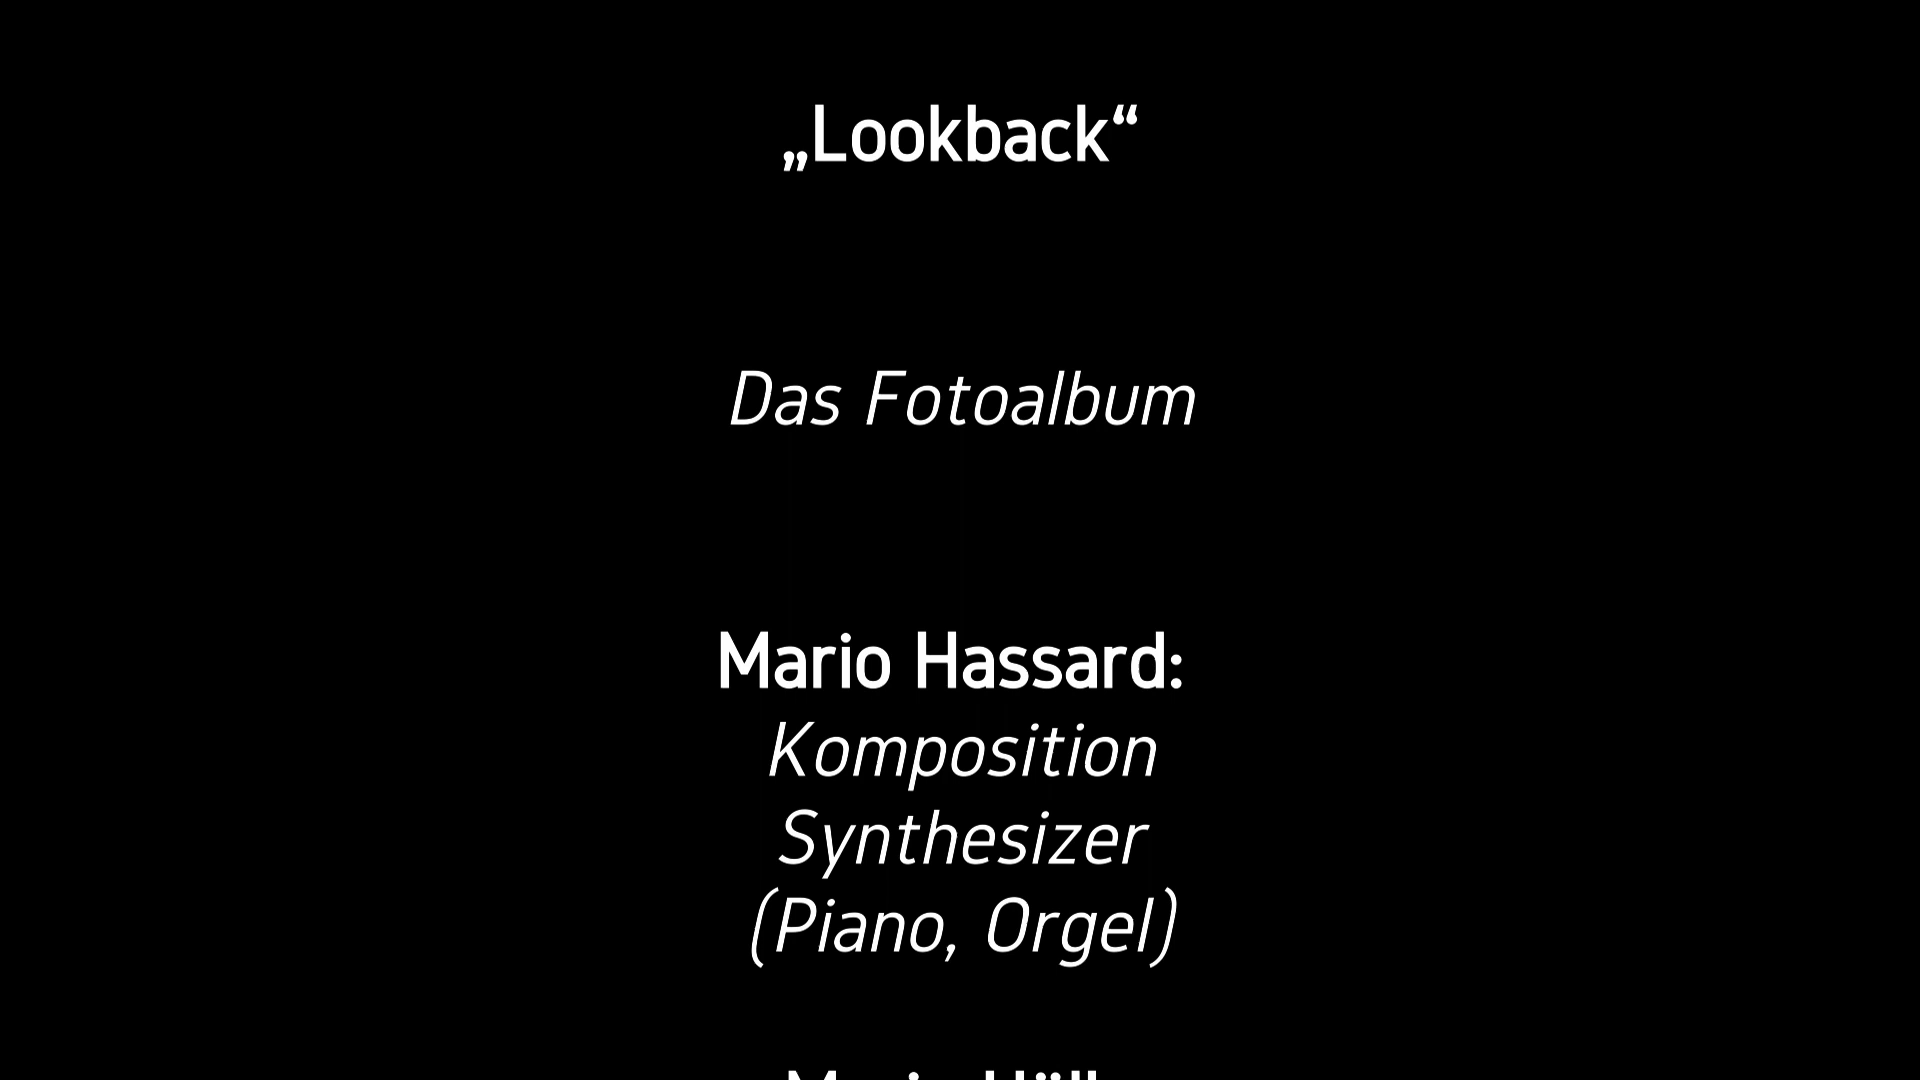 „Lookback“
Das Fotoalbum
Mario Hassard:
Komposition
Synthesizer
(Piano, Orgel)